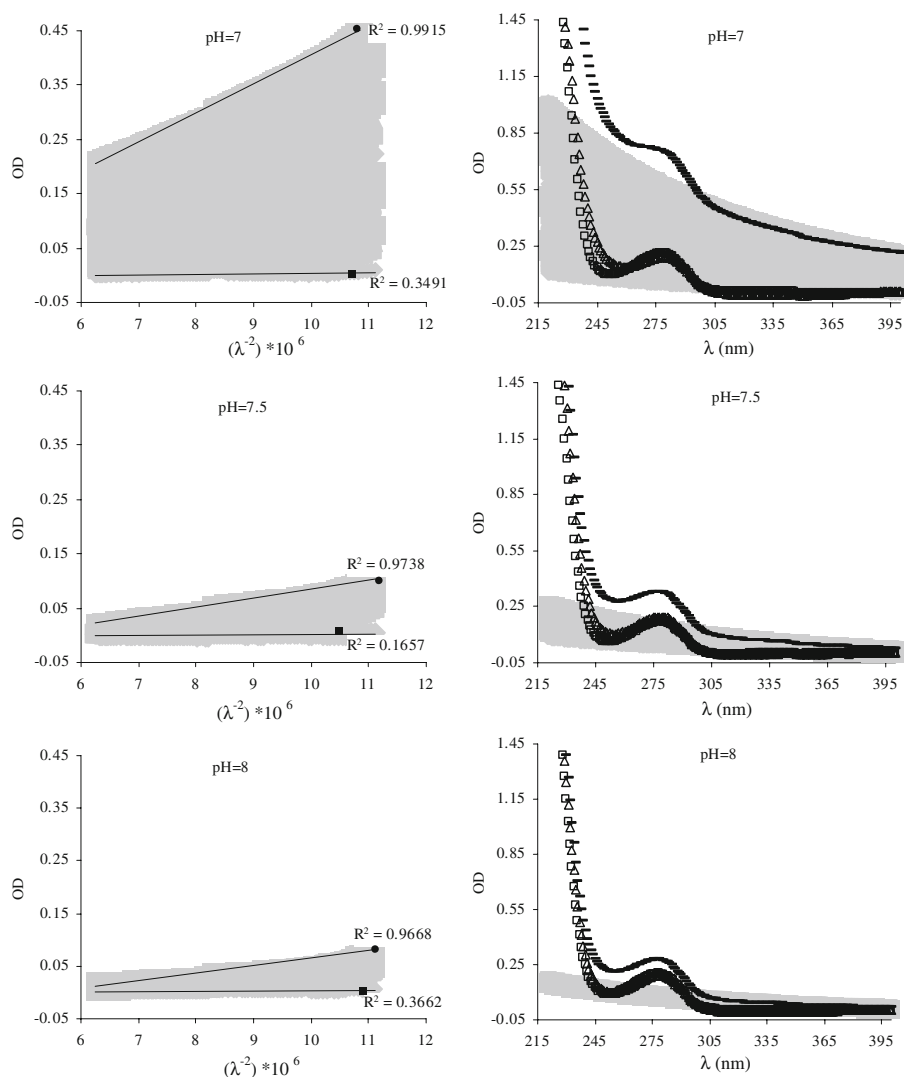 pH=7
R² = 0.9915
R² = 0.3491
OD
0.45
0.35
0.25
0.15
0.05
-0.05
6 7 8 9 10 11 12
(λ⁻²) *10⁶
pH=7
OD
1.45
1.15
0.85
0.55
0.25
-0.05
215 245 275 305 335 365 395
λ (nm)
pH=7.5
R² = 0.9738
R² = 0.1657
OD
0.45
0.35
0.25
0.15
0.05
-0.05
6 7 8 9 10 11 12
(λ⁻²) *10⁶
pH=7.5
OD
1.45
1.15
0.85
0.55
0.25
-0.05
215 245 275 305 335 365 395
λ (nm)
pH=8
R² = 0.9668
R² = 0.3662
OD
0.45
0.35
0.25
0.15
0.05
-0.05
6 7 8 9 10 11 12
(λ⁻²) *10⁶
pH=8
OD
1.45
1.15
0.85
0.55
0.25
-0.05
215 245 275 305 335 365 395
λ (nm)